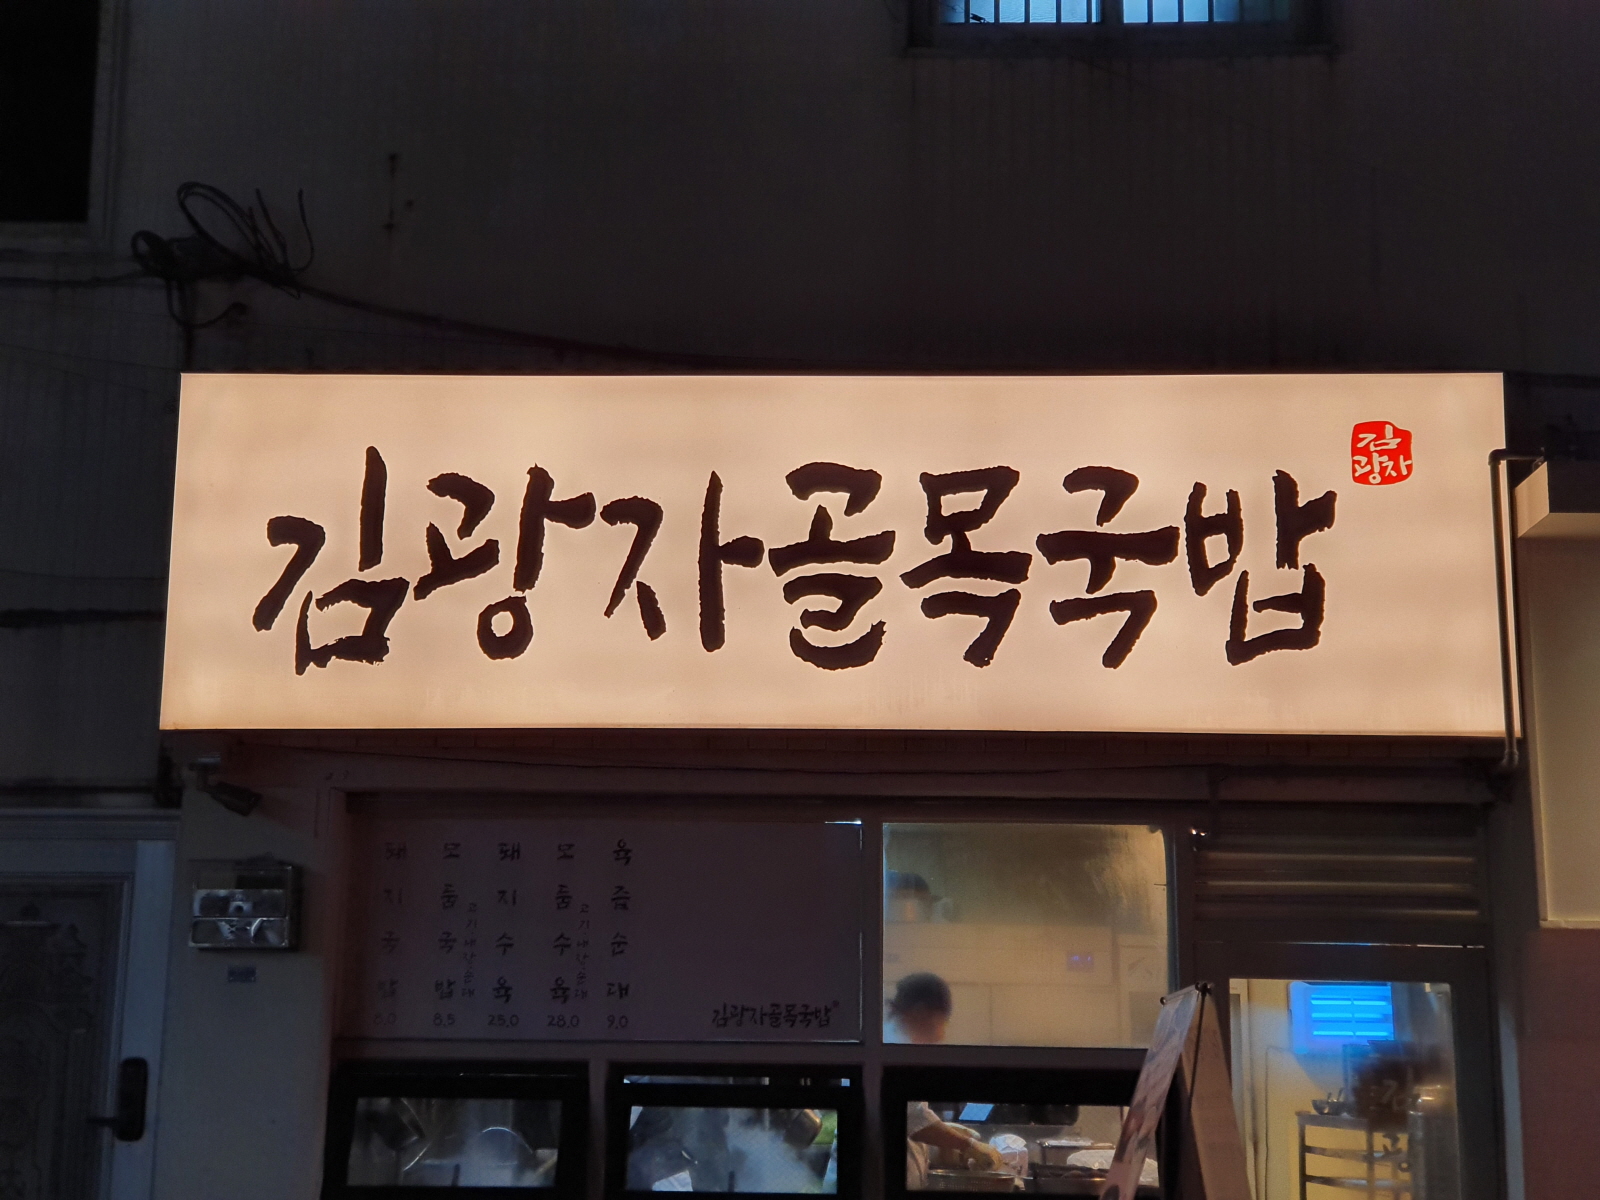 김광자골목국밥
김
광자
돼지국밥 8.0
모둠국밥 고기,내장,순대 8.5
돼지수육 25.0
모둠수육 고기,내장,순대 28.0
육즙순대 9.0
김광자골목국밥